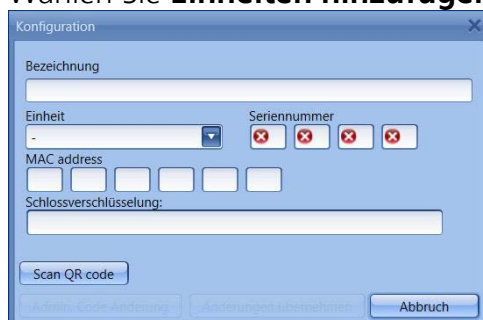 Wählen Sie Einheiten hinzufügen
Konfiguration
Bezeichnung
Einheit Seriennummer
-
MAC address
Schlossverschlüsselung:
Scan QR code
Admin. Code Änderung Änderungen übernehmen Abbruch